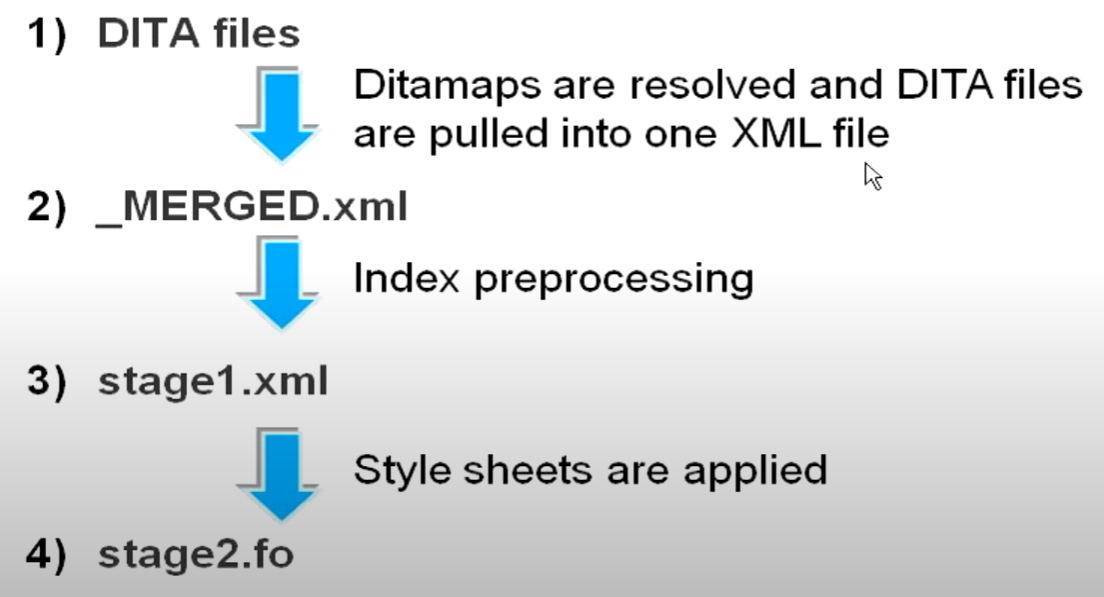 1) DITA files
Ditamaps are resolved and DITA files
are pulled into one XML file
2) _MERGED.xml
Index preprocessing
3) stage1.xml
Style sheets are applied
4) stage2.fo